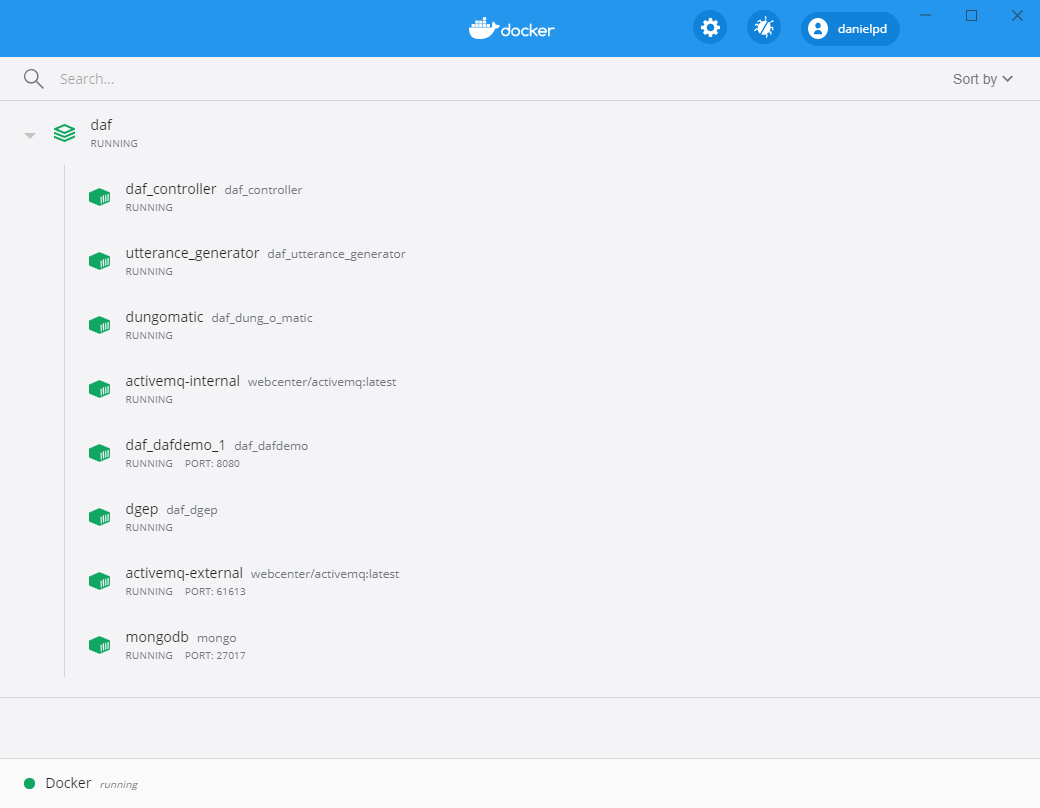 docker
danielpd
Search...
Sort by
daf
RUNNING
daf_controller daf_controller
RUNNING
utterance_generator daf_utterance_generator
RUNNING
dungomatic daf_dung_o_matic
RUNNING
activemq-internal webcenter/activemq:latest
RUNNING
daf_dafdemo_1 daf_dafdemo
RUNNING PORT: 8080
dgep daf_dgep
RUNNING
activemq-external webcenter/activemq:latest
RUNNING PORT: 61613
mongodb mongo
RUNNING PORT: 27017
Docker running